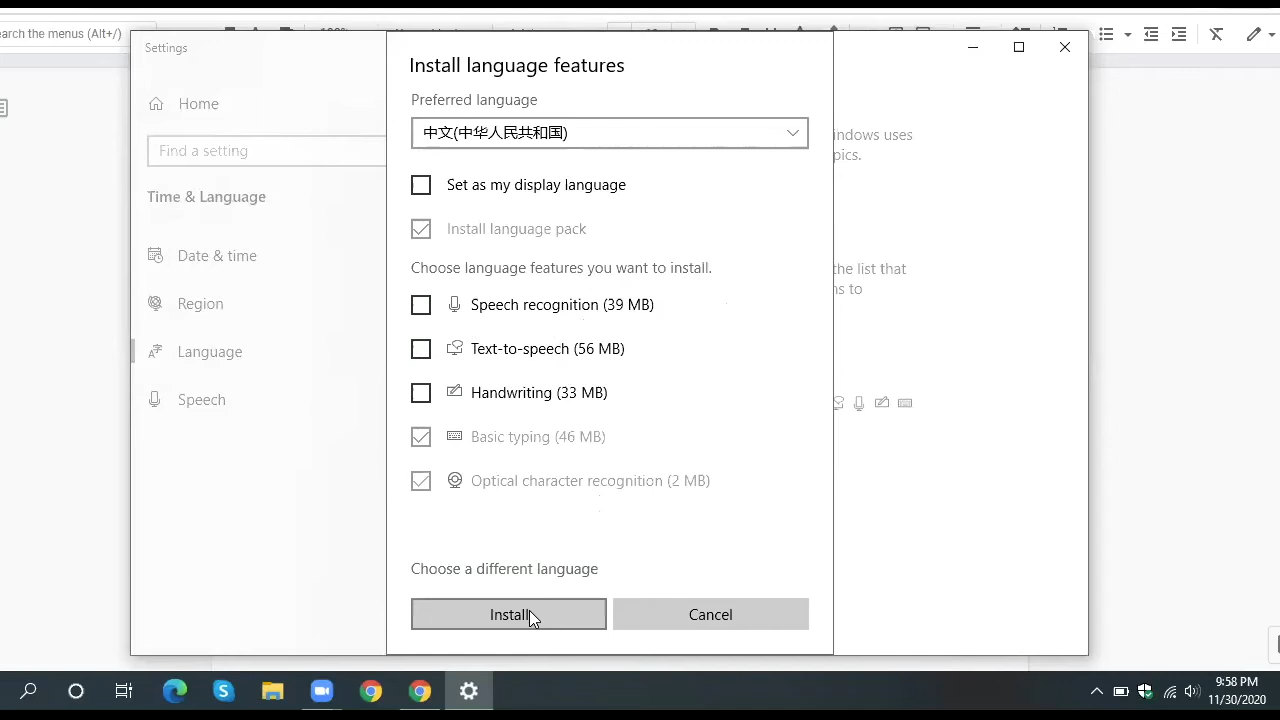 earch the menus (Alt+/)
Settings
Home
Find a setting
Time & Language
Date & time
Region
Language
Speech
Install language features
Preferred language
中文(中华人民共和国)
Set as my display language
Install language pack
Choose language features you want to install.
Speech recognition (39 MB)
Text-to-speech (56 MB)
Handwriting (33 MB)
Basic typing (46 MB)
Optical character recognition (2 MB)
Choose a different language
Install
Cancel
indows uses
pics.
the list that
ns to
9:58 PM
11/30/2020